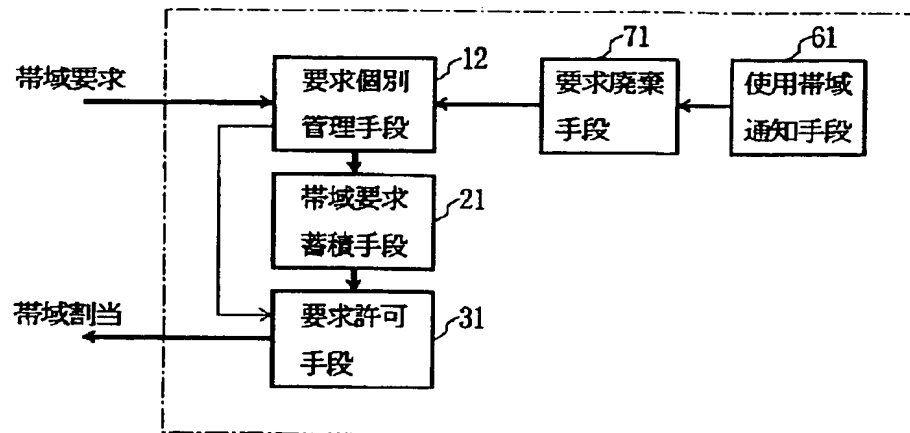 帯域要求
要求個別
管理手段
12
要求廃棄
手段
71
使用帯域
通知手段
61
帯域要求
蓄積手段
21
帯域割当
要求許可
手段
31